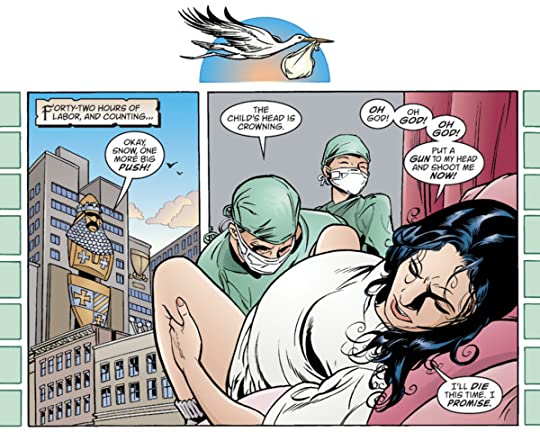 FORTY-TWO HOURS OF
LABOR, AND COUNTING...
OKAY,
SNOW, ONE
MORE BIG
PUSH!
THE
CHILD'S HEAD IS
CROWNING.
OH
GOD!
OH
GOD!
OH
GOD!
PUT A
GUN TO MY HEAD
AND SHOOT ME
NOW!
I'LL DIE
THIS TIME. I
PROMISE.